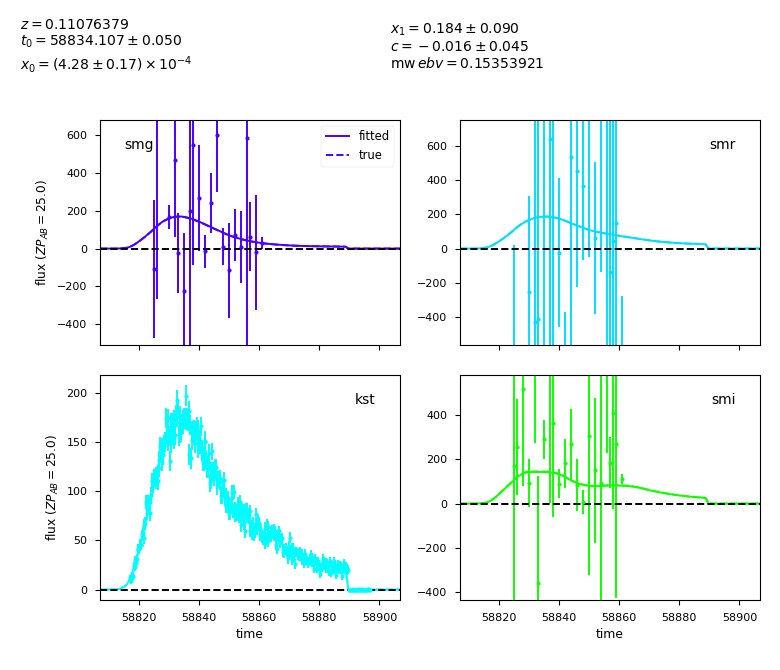 z = 0.11076379
t₀ = 58834.107 ± 0.050
x₀ = (4.28 ± 0.17) × 10⁻⁴
x₁ = 0.184 ± 0.090
c = −0.016 ± 0.045
mw ebv = 0.15353921
smg
fitted
true
600
400
200
0
−200
−400
flux (ZP_AB = 25.0)
smr
600
400
200
0
−200
−400
kst
200
150
100
50
0
flux (ZP_AB = 25.0)
58820 58840 58860 58880 58900
time
smi
400
200
0
−200
−400
58820 58840 58860 58880 58900
time